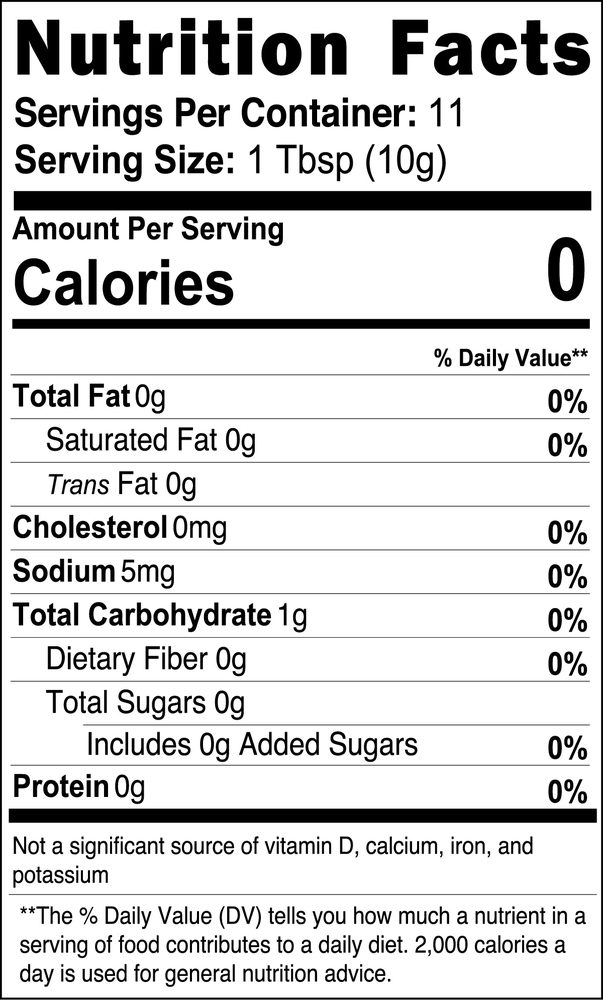 Nutrition Facts
Servings Per Container: 11
Serving Size: 1 Tbsp (10g)
Amount Per Serving
Calories 0
% Daily Value**
Total Fat 0g 0%
Saturated Fat 0g 0%
Trans Fat 0g
Cholesterol 0mg 0%
Sodium 5mg 0%
Total Carbohydrate 1g 0%
Dietary Fiber 0g 0%
Total Sugars 0g
Includes 0g Added Sugars 0%
Protein 0g 0%
Not a significant source of vitamin D, calcium, iron, and
potassium
**The % Daily Value (DV) tells you how much a nutrient in a
serving of food contributes to a daily diet. 2,000 calories a
day is used for general nutrition advice.